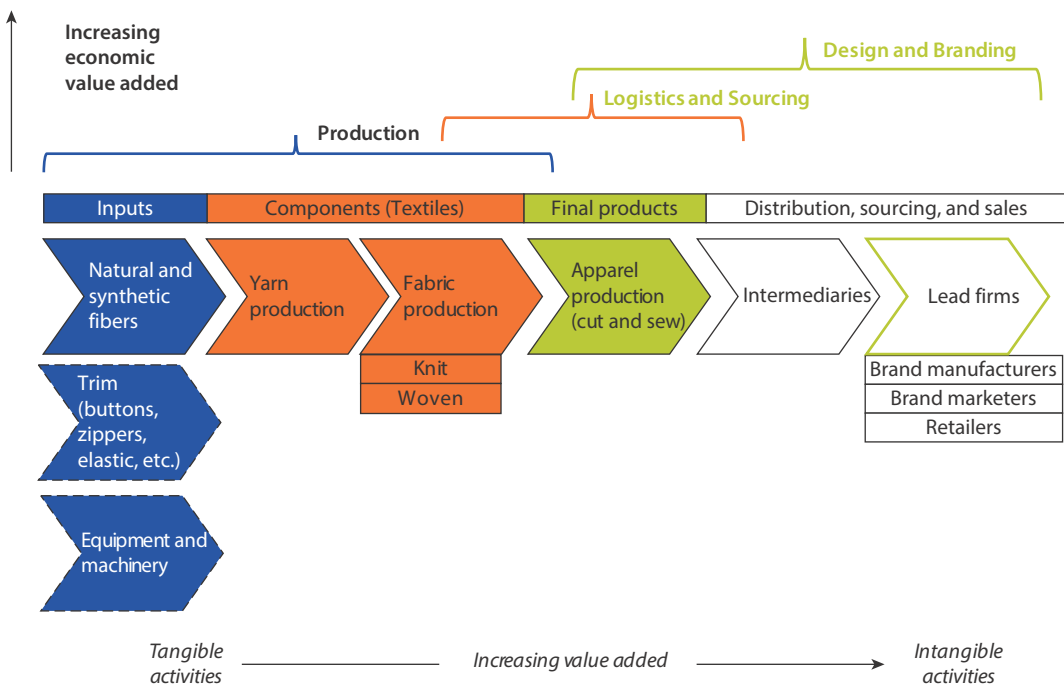 Increasing
economic
value added
Design and Branding
Logistics and Sourcing
Production
Inputs
Components (Textiles)
Final products
Distribution, sourcing, and sales
Natural and
synthetic
fibers
Yarn
production
Fabric
production
Apparel
production
(cut and sew)
Intermediaries
Lead firms
Knit
Woven
Brand manufacturers
Brand marketers
Retailers
Trim
(buttons,
zippers,
elastic, etc.)
Equipment and
machinery
Tangible
activities
Increasing value added
Intangible
activities